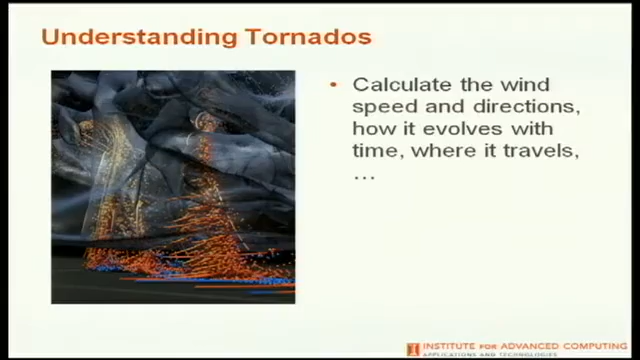 Understanding Tornados
• Calculate the wind
speed and directions,
how it evolves with
time, where it travels,
…
I INSTITUTE FOR ADVANCED COMPUTING
APPLICATIONS AND TECHNOLOGIES